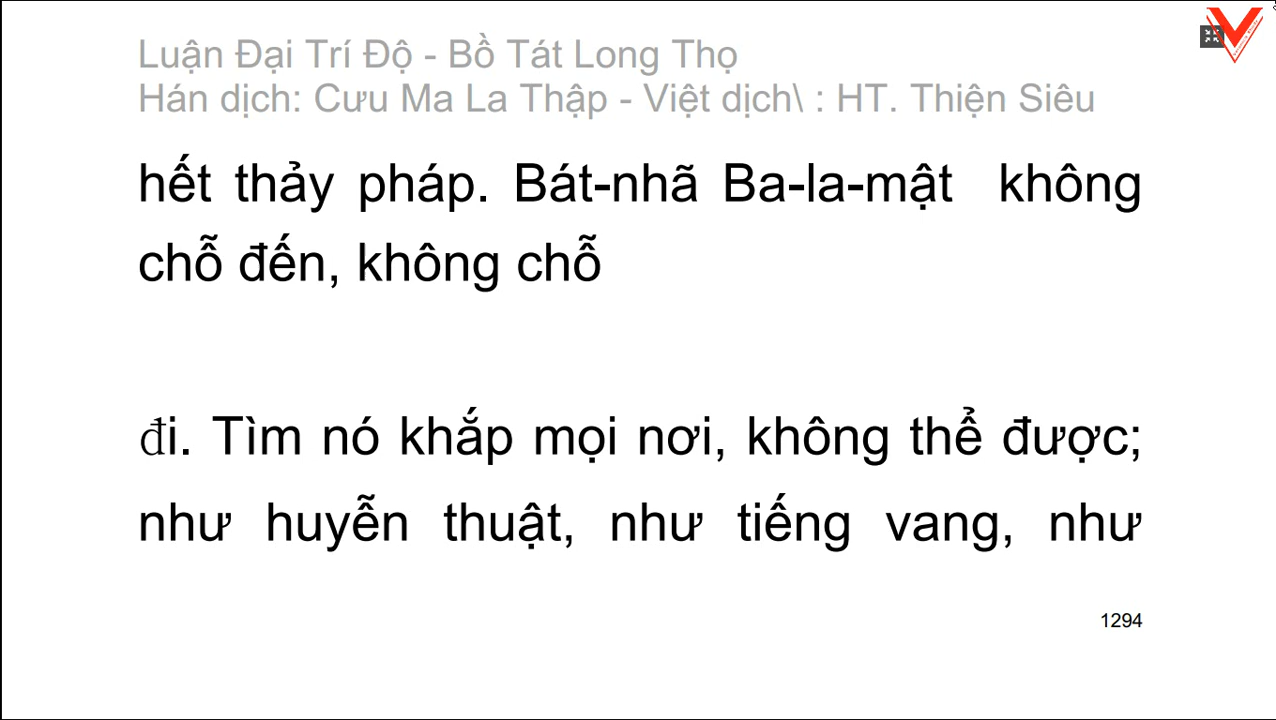 Luận Đại Trí Độ - Bồ Tát Long Thọ
Hán dịch: Cưu Ma La Thập - Việt dịch\ : HT. Thiện Siêu
hết thảy pháp. Bát-nhã Ba-la-mật không
chỗ đến, không chỗ
đi. Tìm nó khắp mọi nơi, không thể được;
như huyễn thuật, như tiếng vang, như
1294